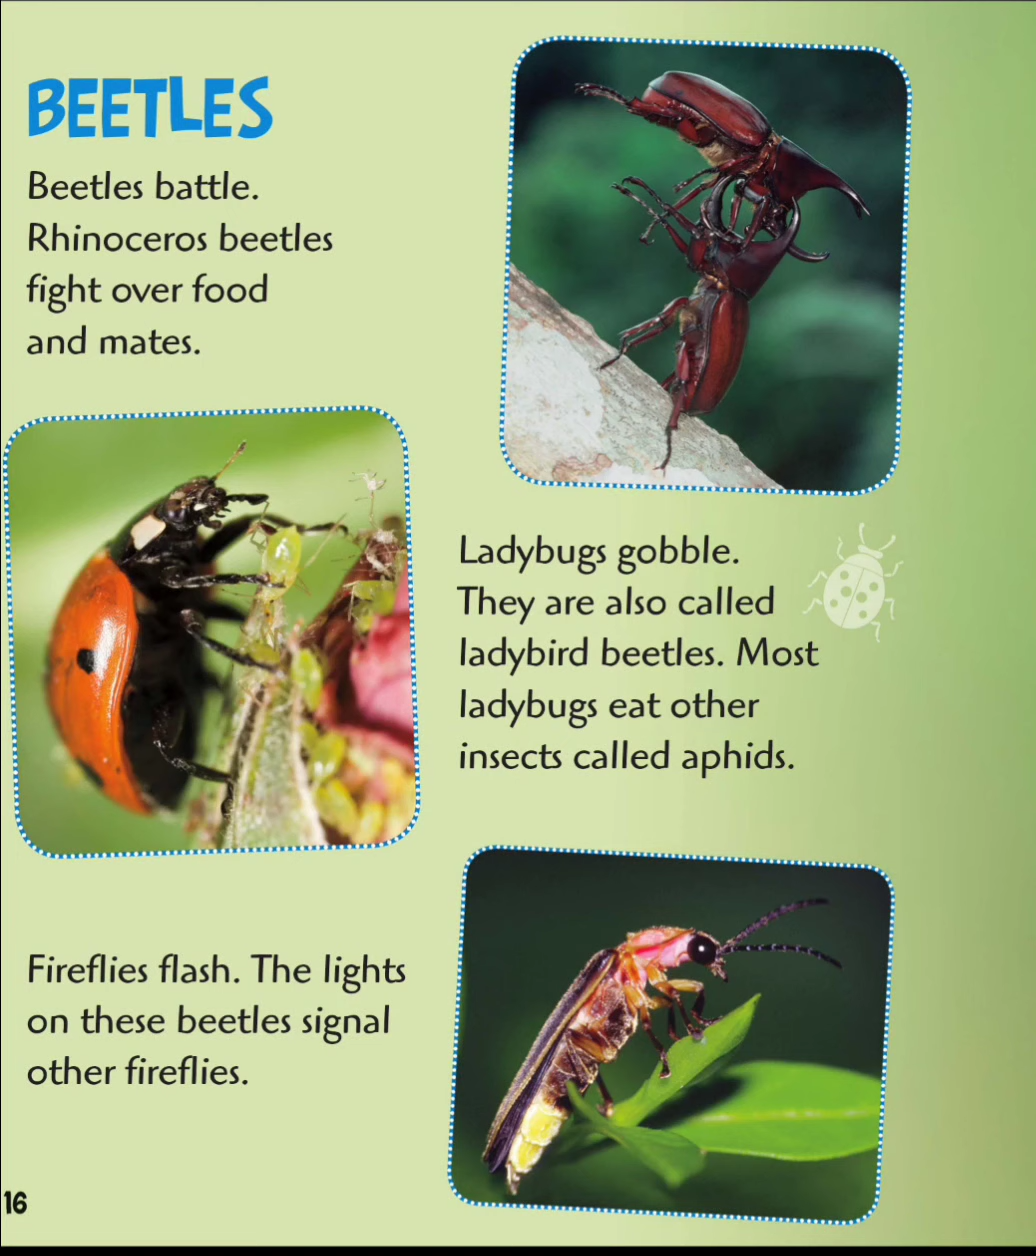 BEETLES
Beetles battle.
Rhinoceros beetles
fight over food
and mates.
Ladybugs gobble.
They are also called
ladybird beetles. Most
ladybugs eat other
insects called aphids.
Fireflies flash. The lights
on these beetles signal
other fireflies.
16